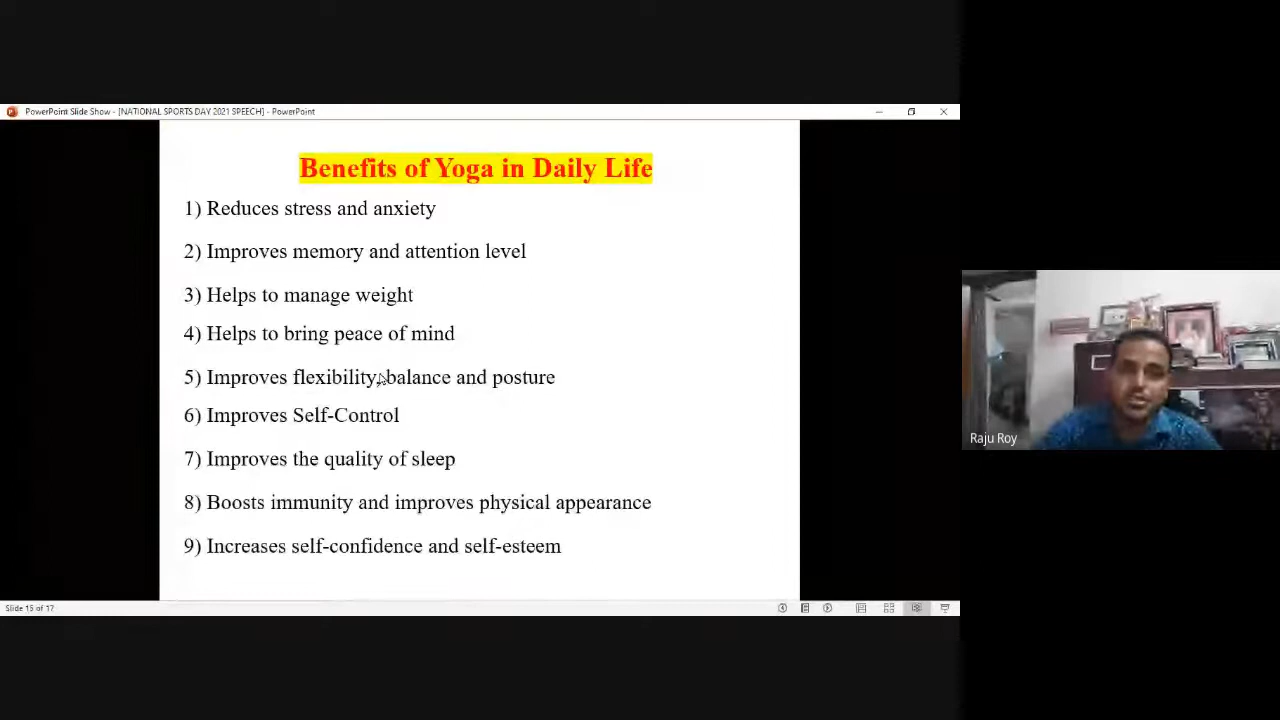 PowerPoint Slide Show - [NATIONAL SPORTS DAY 2021 SPEECH] - PowerPoint
Benefits of Yoga in Daily Life
1) Reduces stress and anxiety
2) Improves memory and attention level
3) Helps to manage weight
4) Helps to bring peace of mind
5) Improves flexibility, balance and posture
6) Improves Self-Control
7) Improves the quality of sleep
8) Boosts immunity and improves physical appearance
9) Increases self-confidence and self-esteem
Slide 15 of 17
Raju Roy